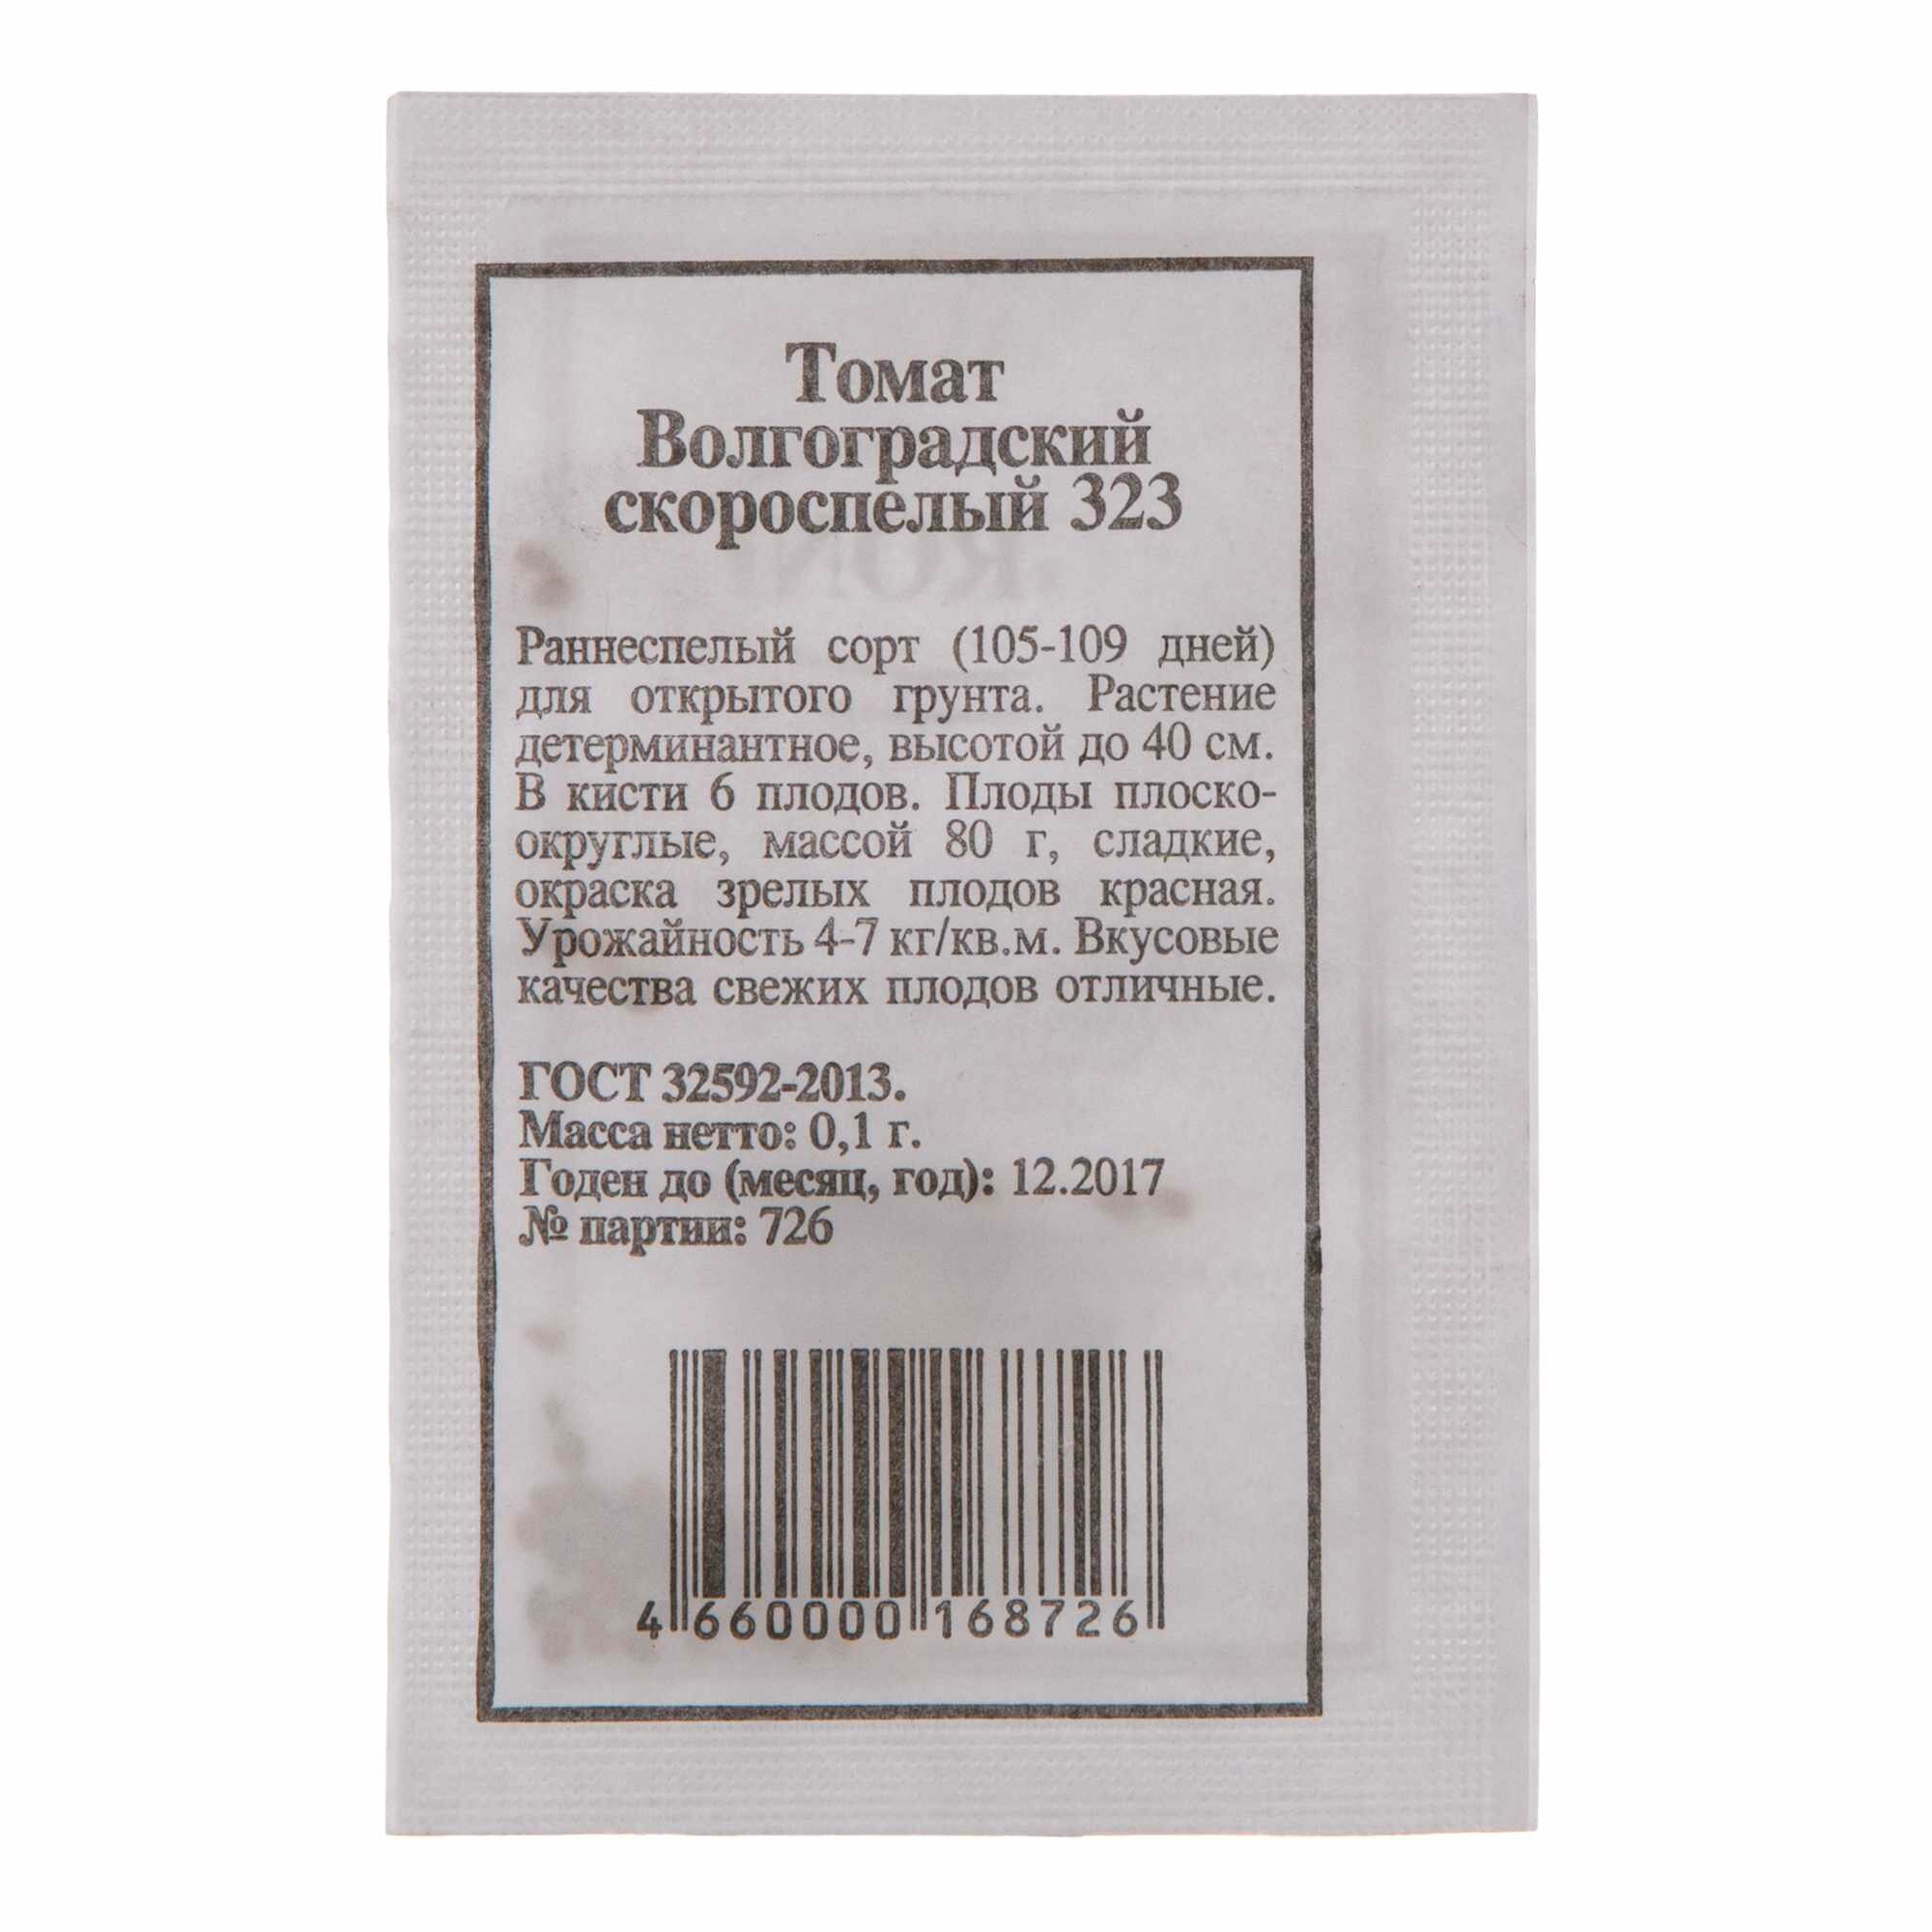 Томат
Волгоградский
скороспелый 323
Раннеспелый сорт (105-109 дней)
для открытого грунта. Растение
детерминантное, высотой до 40 см.
В кисти 6 плодов. Плоды плоско-
округлые, массой 80 г, сладкие,
окраска зрелых плодов красная.
Урожайность 4-7 кг/кв.м. Вкусовые
качества свежих плодов отличные.
ГОСТ 32592-2013.
Масса нетто: 0,1 г.
Годен до (месяц, год): 12.2017
№ партии: 726
4 660000 168726